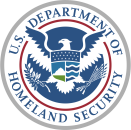 U.S. DEPARTMENT OF
HOMELAND SECURITY